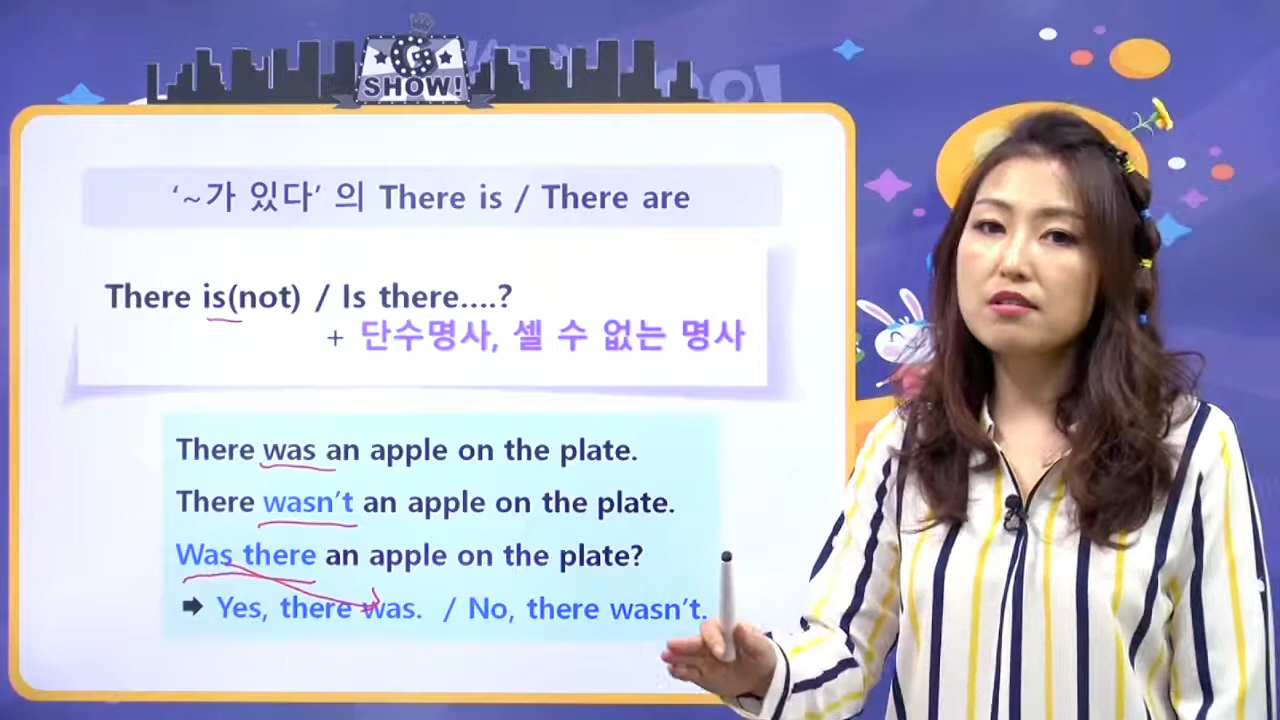 G
SHOW!
‘~가 있다’ 의 There is / There are
There is(not) / Is there....?
+ 단수명사, 셀 수 없는 명사
There was an apple on the plate.
There wasn’t an apple on the plate.
Was there an apple on the plate?
➡ Yes, there was. / No, there wasn’t.